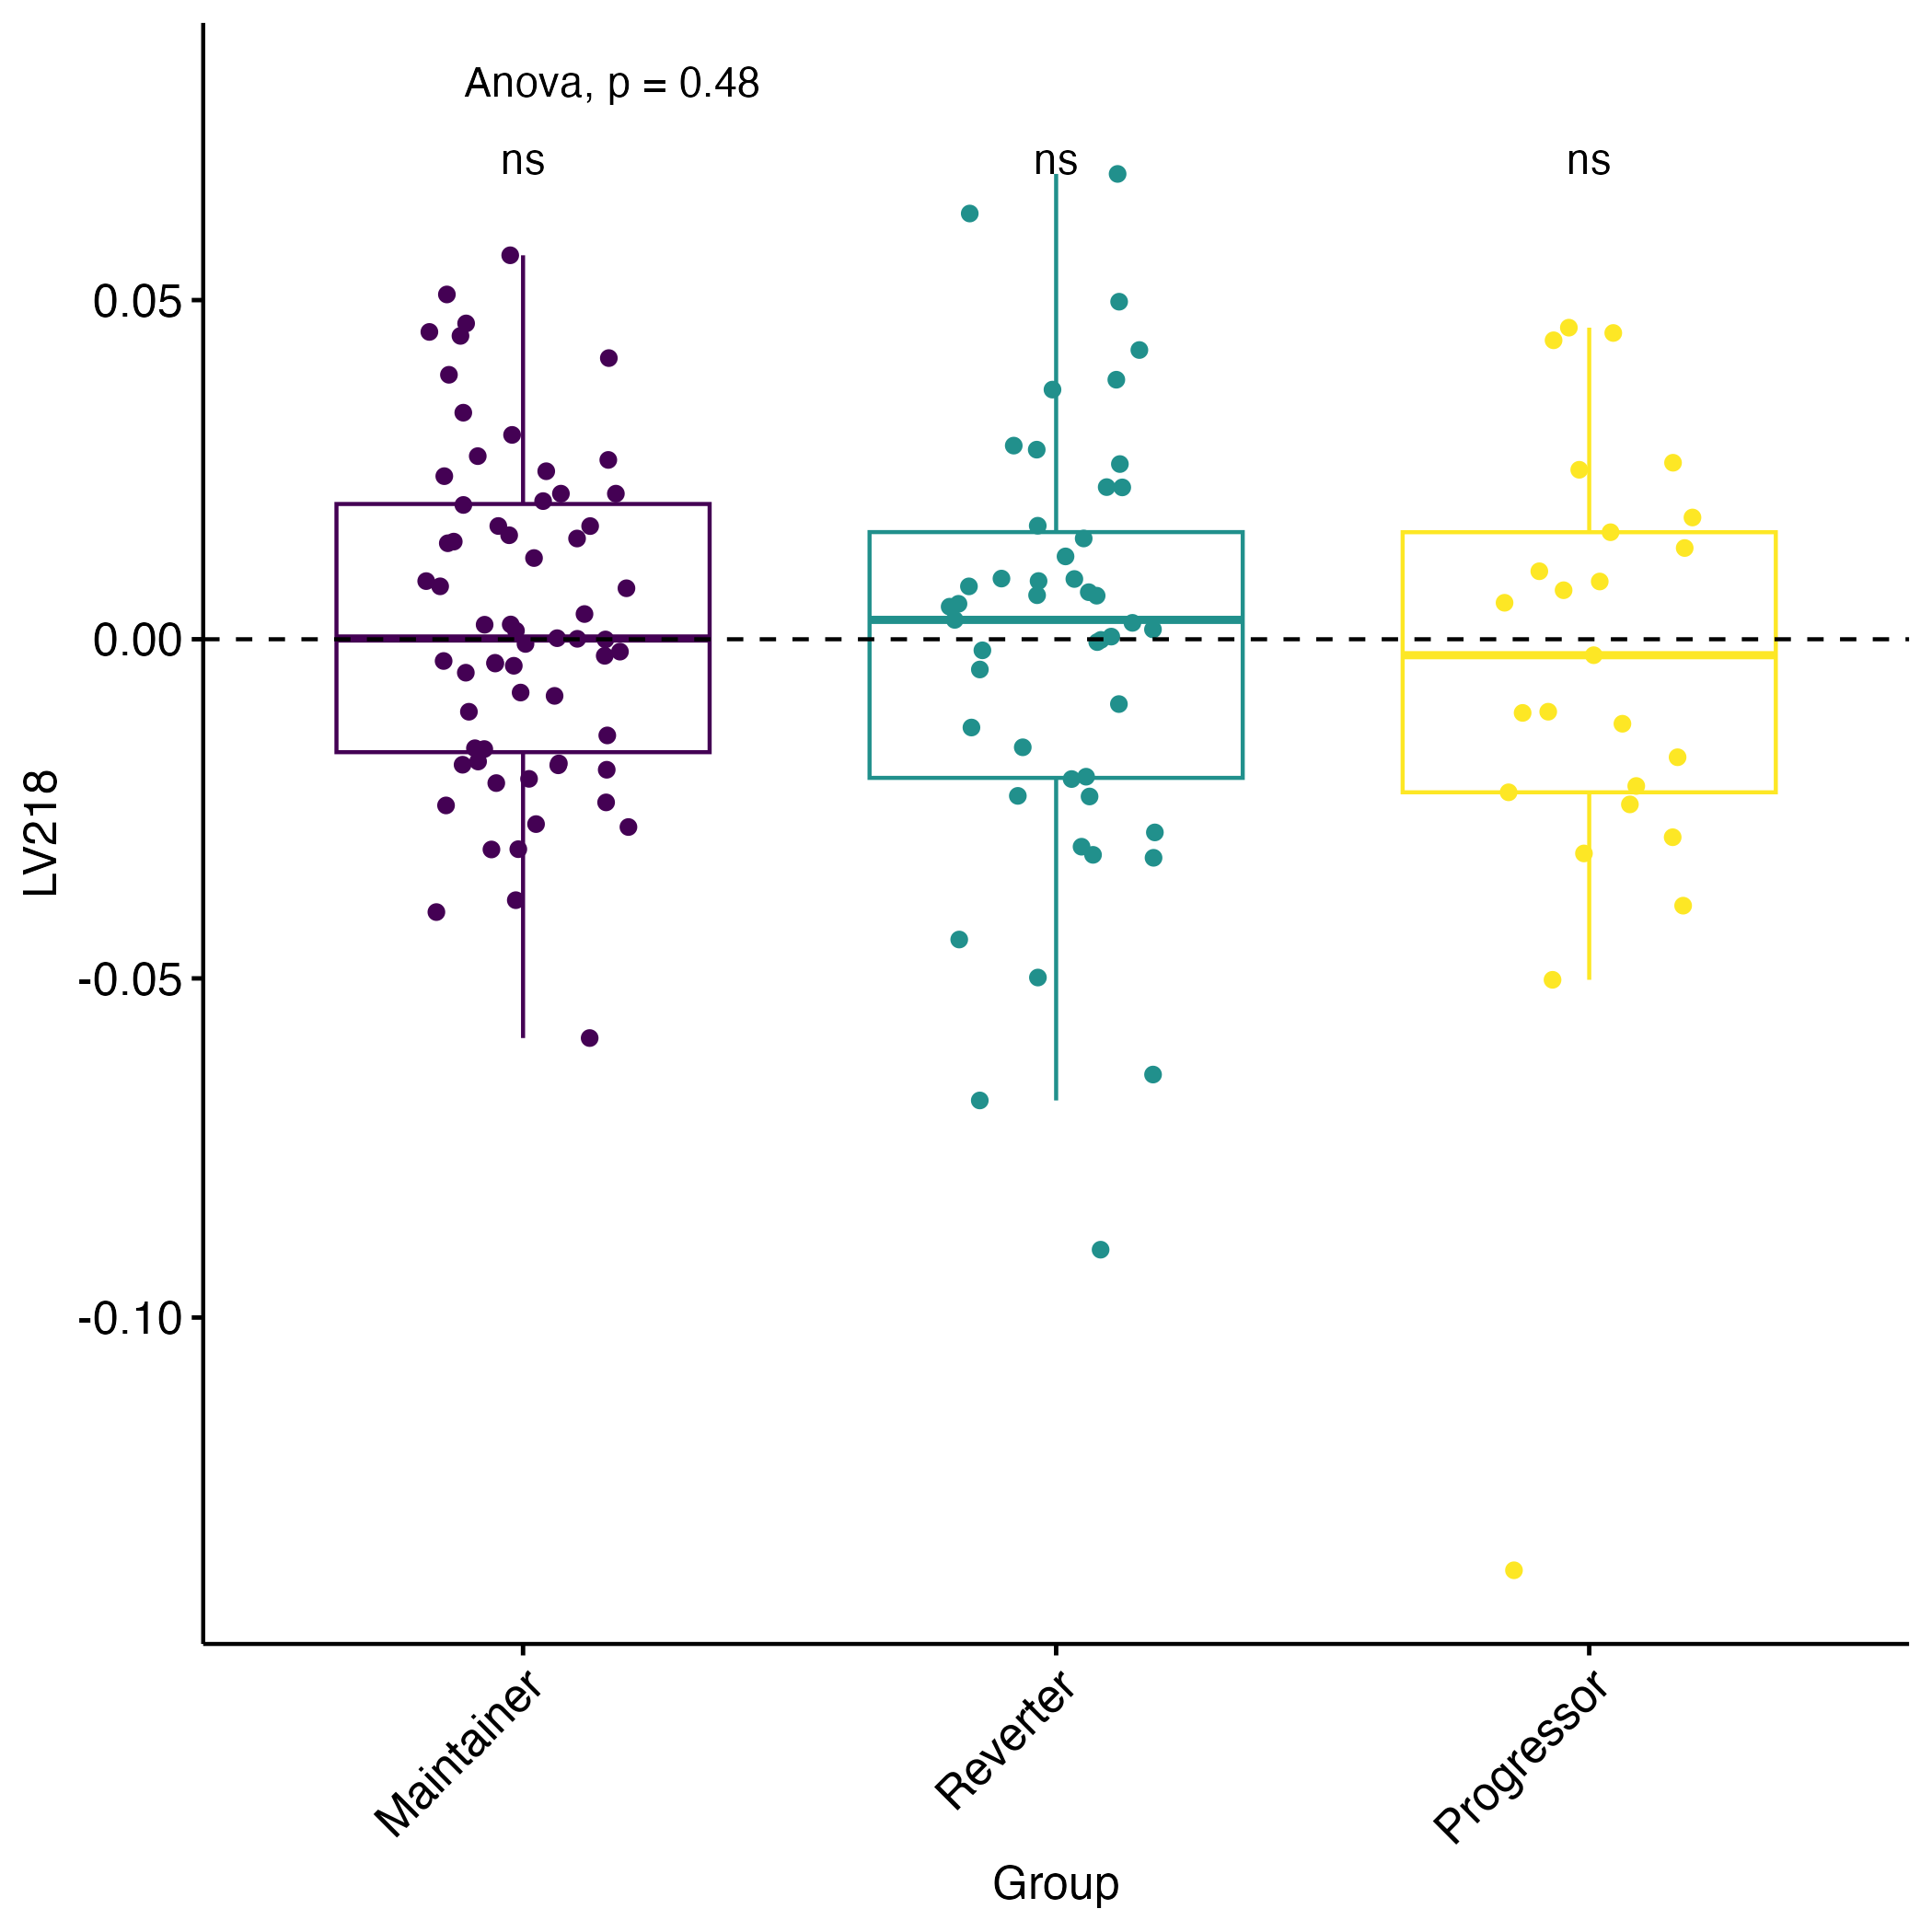 Anova, p = 0.48
ns ns ns
0.05
0.00
-0.05
-0.10
LV218
Maintainer Reverter Progressor
Group